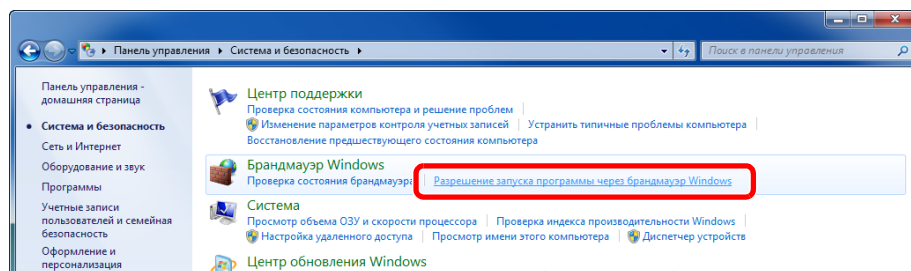 Панель управления ▸ Система и безопасность ▸
Поиск в панели управления
Панель управления -
домашняя страница
Система и безопасность
Сеть и Интернет
Оборудование и звук
Программы
Учетные записи
пользователей и семейная
безопасность
Оформление и
персонализация
Центр поддержки
Проверка состояния компьютера и решение проблем
Изменение параметров контроля учетных записей
Устранить типичные проблемы компьютера
Восстановление предшествующего состояния компьютера
Брандмауэр Windows
Проверка состояния брандмауэра
Разрешение запуска программы через брандмауэр Windows
Система
Просмотр объема ОЗУ и скорости процессора
Проверка индекса производительности Windows
Настройка удаленного доступа
Просмотр имени этого компьютера
Диспетчер устройств
Центр обновления Windows